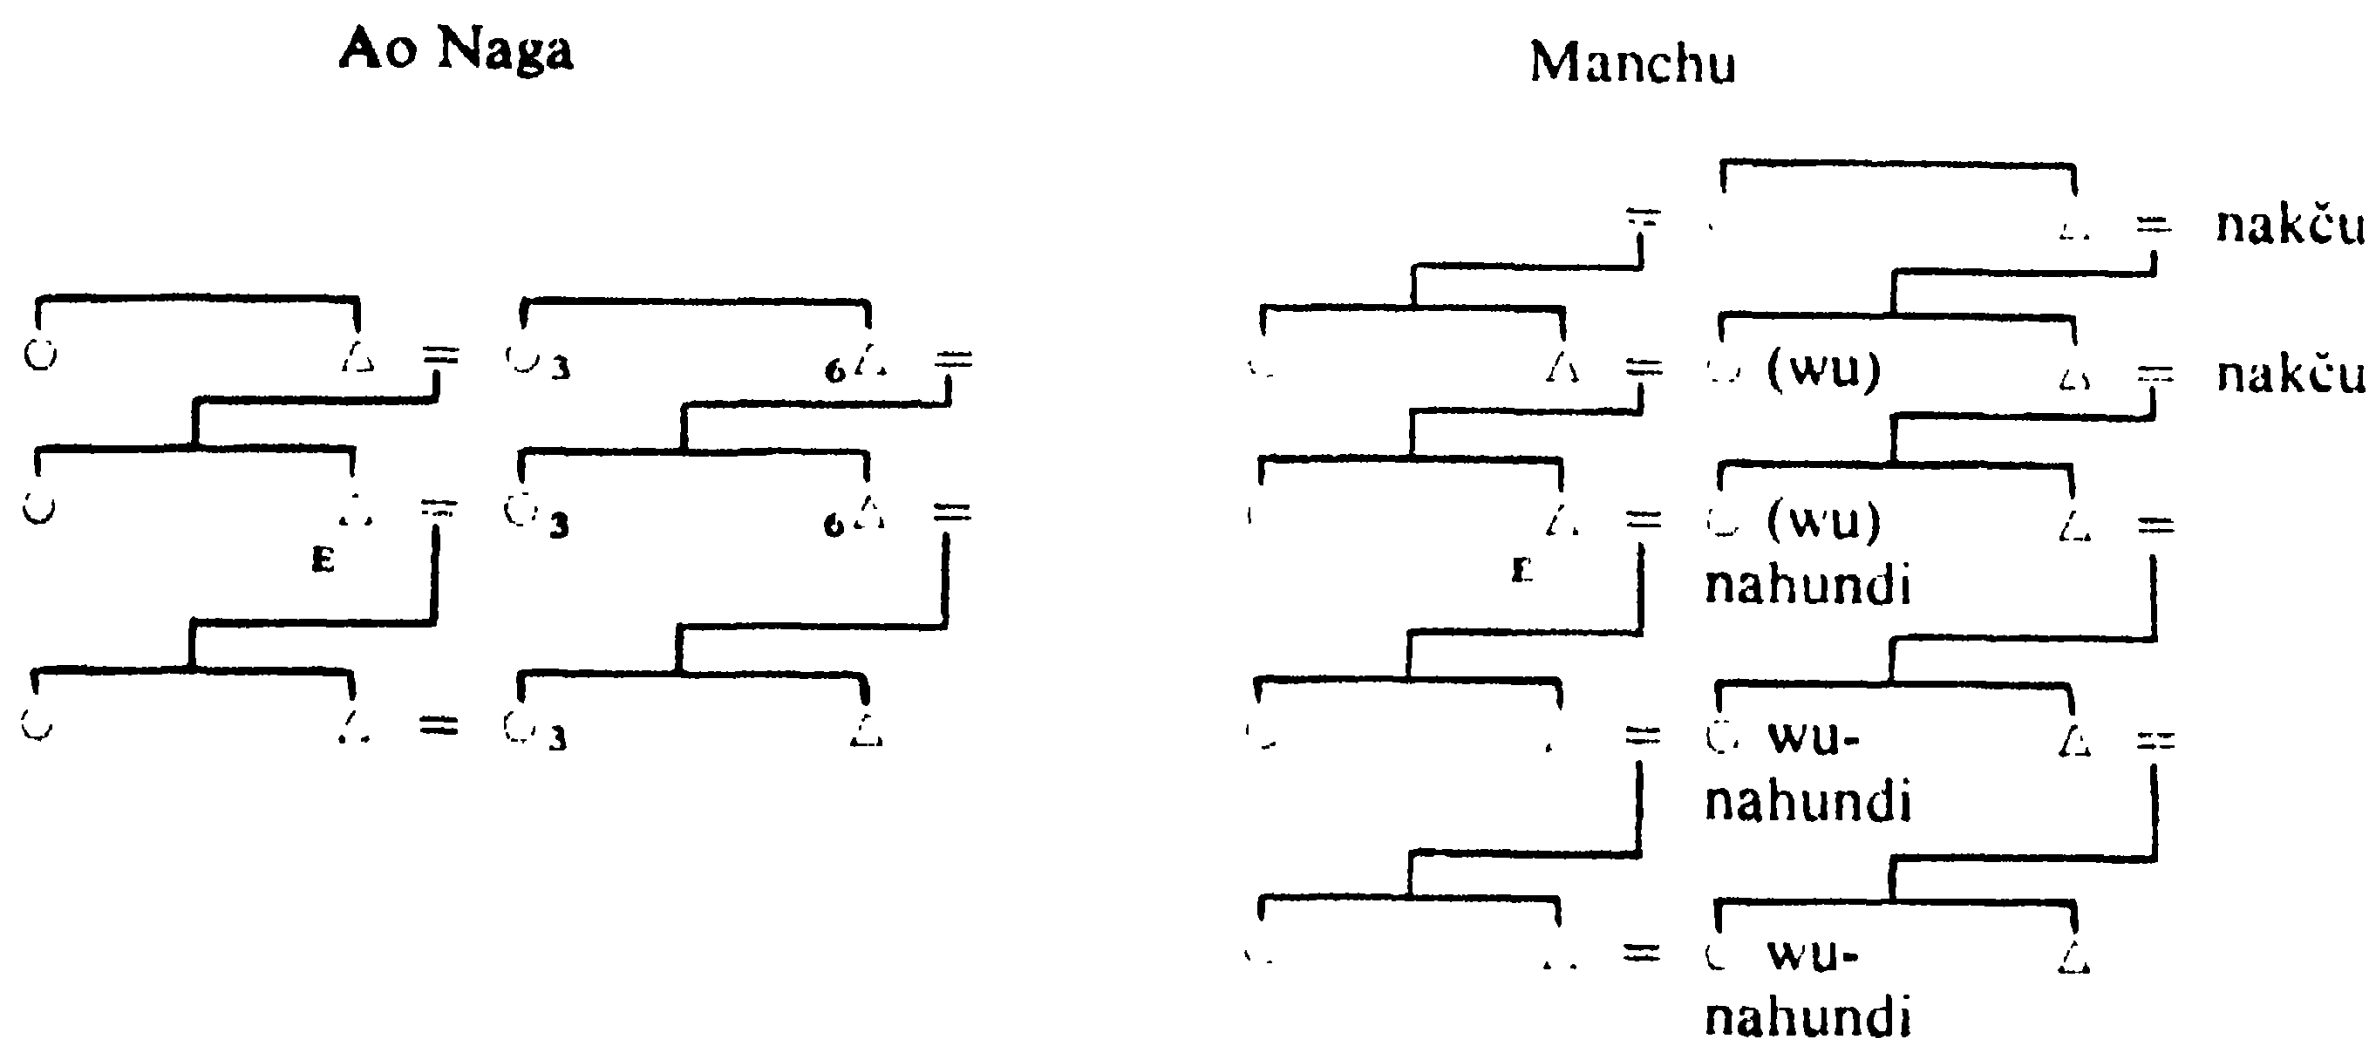 Ao Naga
3 6
3 6
E
3
Manchu
= nakču
= (wu) = nakču
= (wu) =
E nahundi
= wu- =
nahundi
= wu-
nahundi